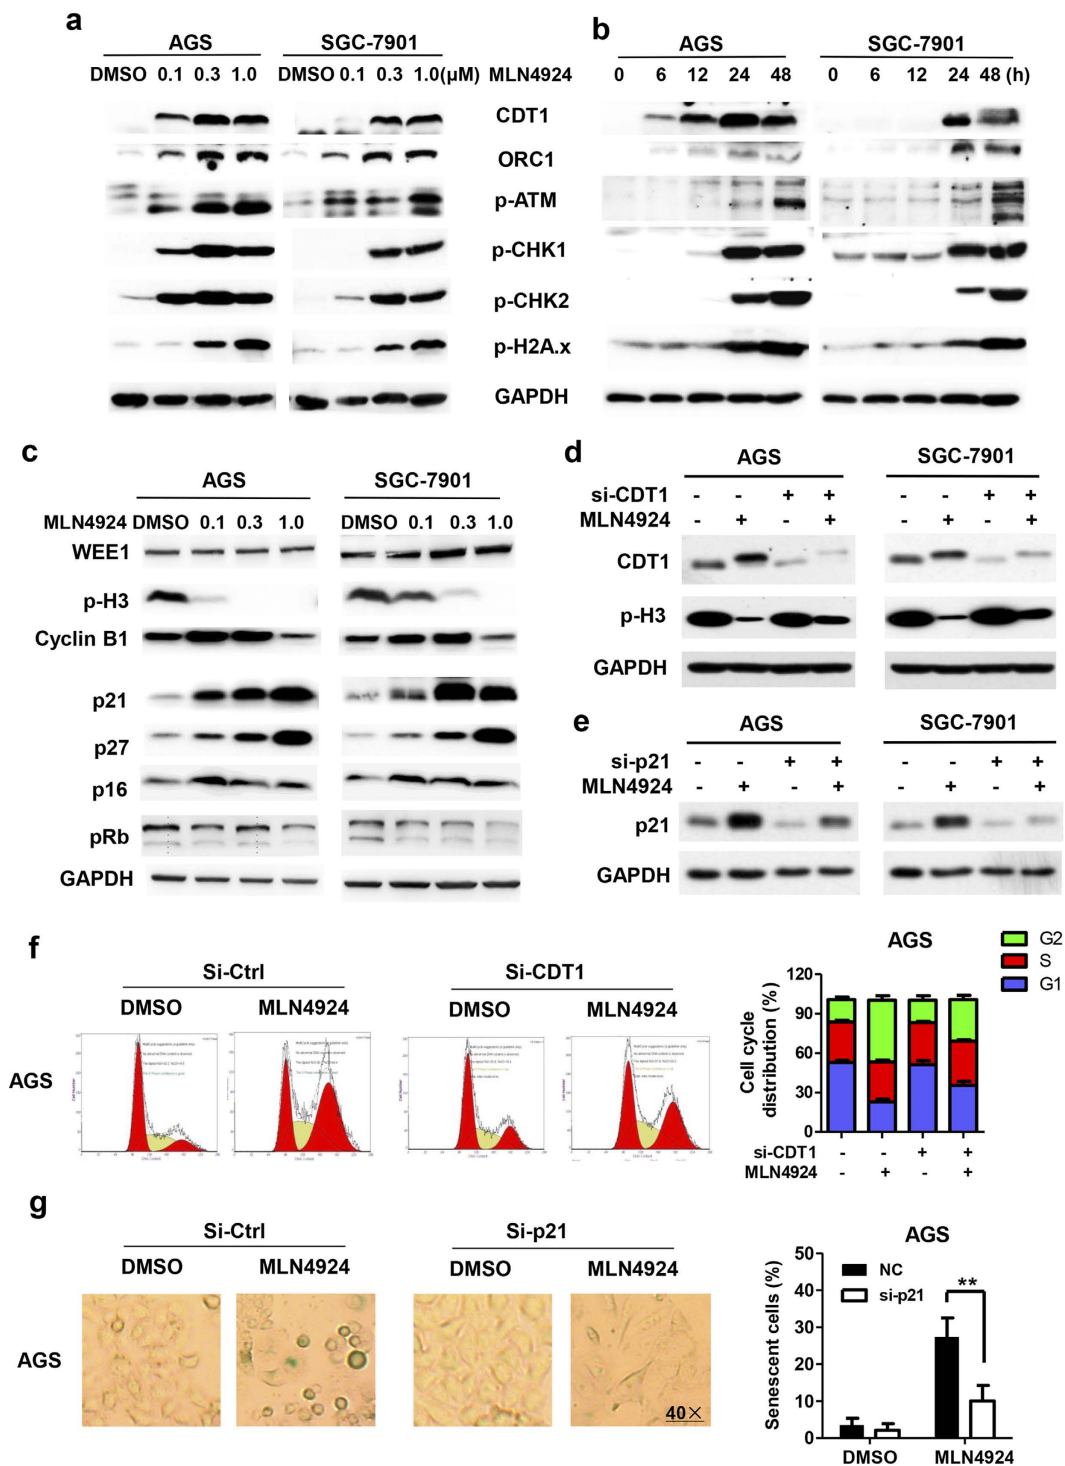 a
AGS SGC-7901
DMSO 0.1 0.3 1.0 DMSO 0.1 0.3 1.0(μM) MLN4924
CDT1
ORC1
p-ATM
p-CHK1
p-CHK2
p-H2A.x
GAPDH
b
AGS SGC-7901
0 6 12 24 48 0 6 12 24 48 (h)
c
AGS SGC-7901
MLN4924 DMSO 0.1 0.3 1.0 DMSO 0.1 0.3 1.0
WEE1
p-H3
Cyclin B1
p21
p27
p16
pRb
GAPDH
d
AGS SGC-7901
si-CDT1 - - + + - - + +
MLN4924 - + - + - + - +
CDT1
p-H3
GAPDH
e
AGS SGC-7901
si-p21 - - + + - - + +
MLN4924 - + - + - + - +
p21
GAPDH
f
Si-Ctrl Si-CDT1
DMSO MLN4924 DMSO MLN4924
AGS
AGS
G2
S
G1
Cell cycle
distribution (%)
120
90
60
30
0
si-CDT1 - - + +
MLN4924 - + - +
g
Si-Ctrl Si-p21
DMSO MLN4924 DMSO MLN4924
AGS
40×
AGS
NC
si-p21
**
Senescent cells (%)
50
40
30
20
10
0
DMSO MLN4924